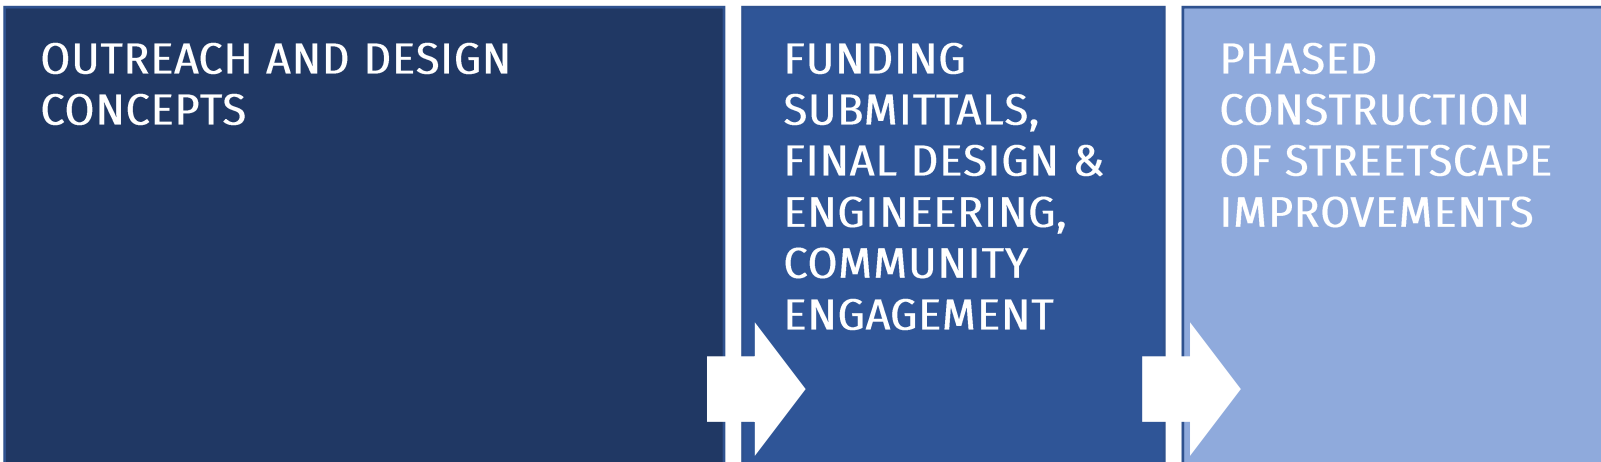 OUTREACH AND DESIGN
CONCEPTS
FUNDING
SUBMITTALS,
FINAL DESIGN &
ENGINEERING,
COMMUNITY
ENGAGEMENT
PHASED
CONSTRUCTION
OF STREETSCAPE
IMPROVEMENTS